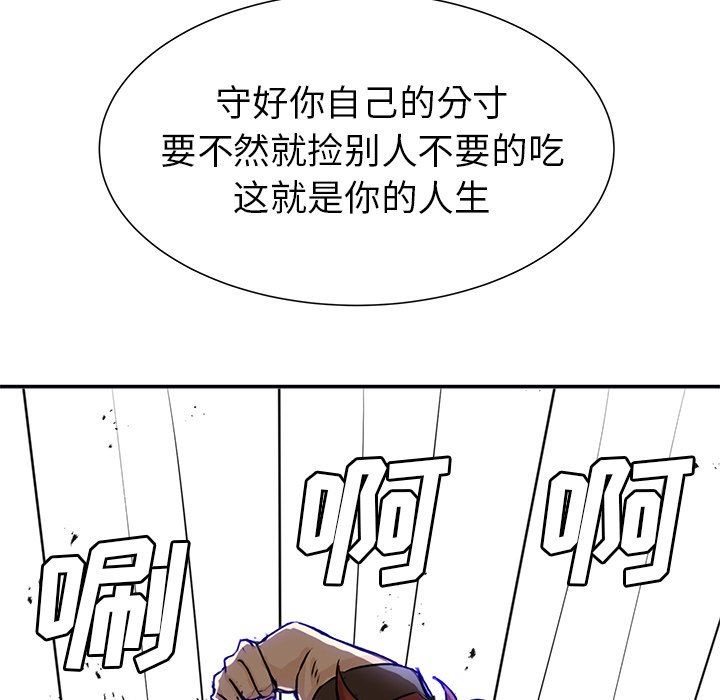 守好你自己的分寸
要不然就捡别人不要的吃
这就是你的人生
唰
啊
啊